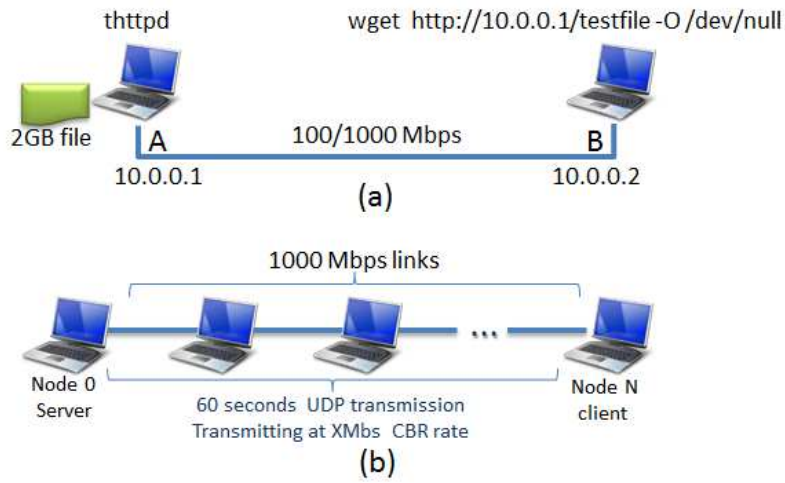 thttpd
wget http://10.0.0.1/testfile -O /dev/null
2GB file
A
100/1000 Mbps
B
10.0.0.1
10.0.0.2
(a)
1000 Mbps links
...
Node 0
Server
60 seconds UDP transmission
Transmitting at XMbs CBR rate
Node N
client
(b)